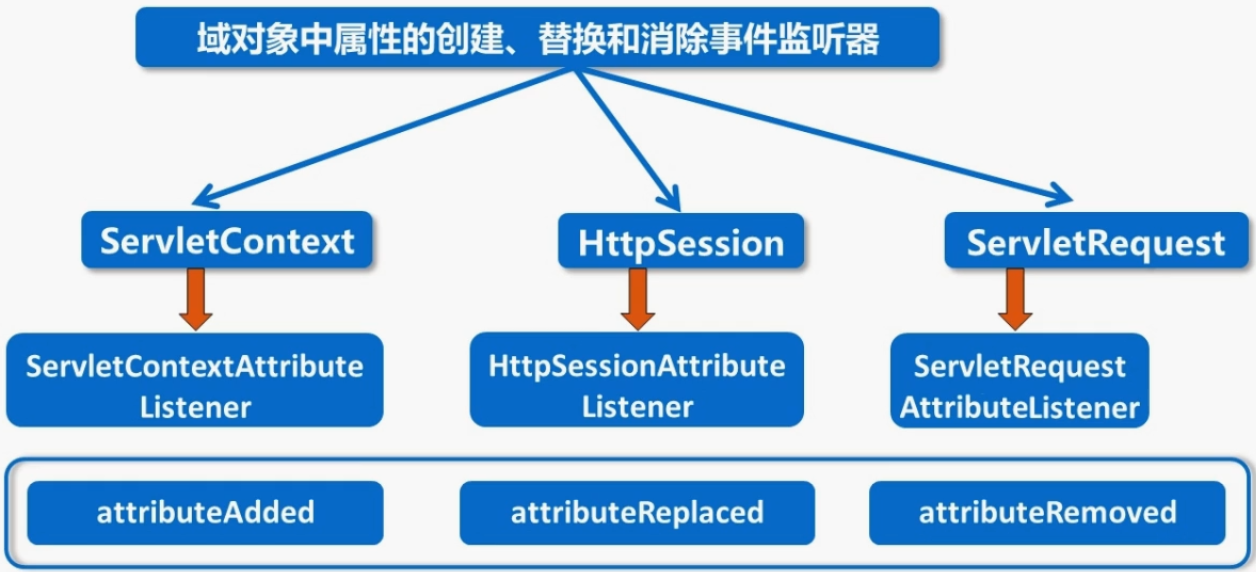 域对象中属性的创建、替换和消除事件监听器
ServletContext
HttpSession
ServletRequest
ServletContextAttribute
Listener
HttpSessionAttribute
Listener
ServletRequest
AttributeListener
attributeAdded
attributeReplaced
attributeRemoved